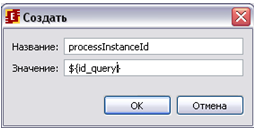 Создать
Название: processInstanceId
Значение: ${id_query}
OK Отмена